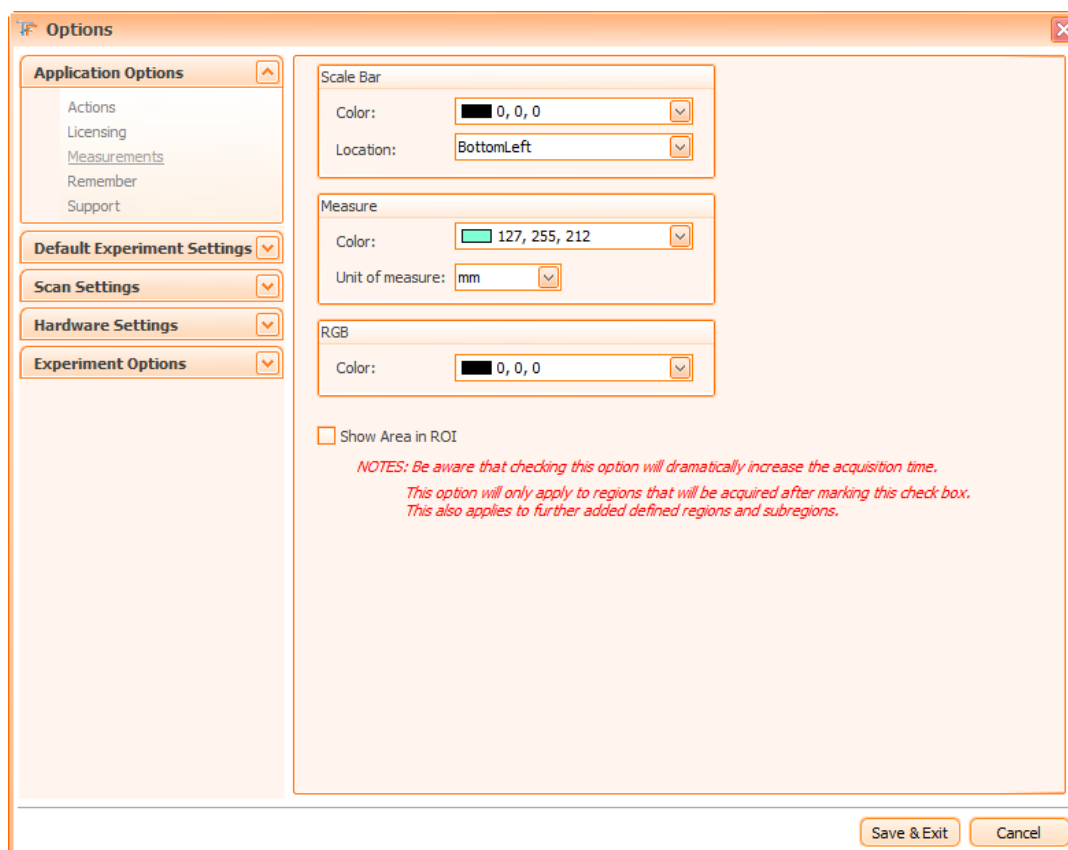 Options
Application Options
Actions
Licensing
Measurements
Remember
Support
Default Experiment Settings
Scan Settings
Hardware Settings
Experiment Options
Scale Bar
Color: 0, 0, 0
Location: BottomLeft
Measure
Color: 127, 255, 212
Unit of measure: mm
RGB
Color: 0, 0, 0
Show Area in ROI
NOTES: Be aware that checking this option will dramatically increase the acquisition time.
This option will only apply to regions that will be acquired after marking this check box.
This also applies to further added defined regions and subregions.
Save & Exit Cancel